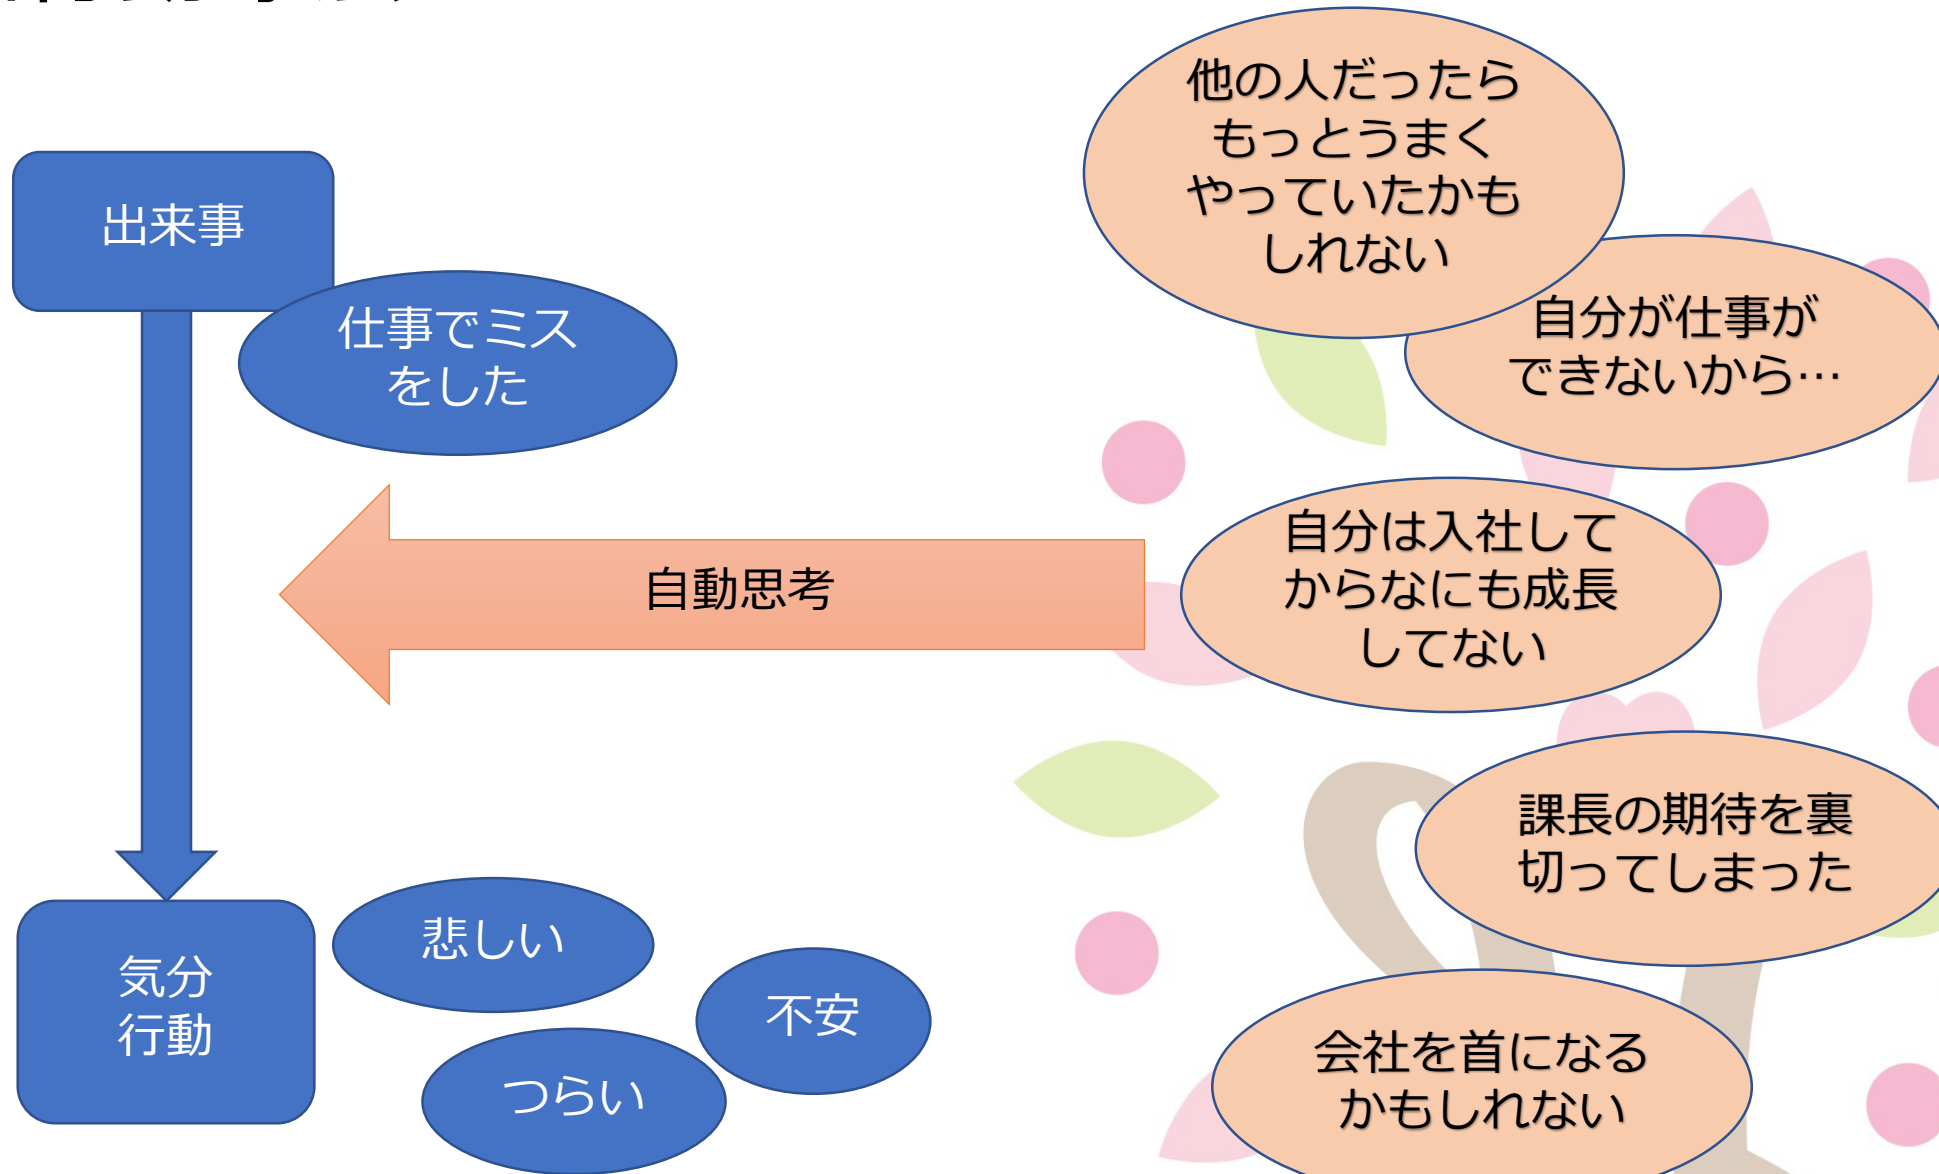 出来事
仕事でミス
をした
自動思考
気分
行動
悲しい
不安
つらい
他の人だったら
もっとうまく
やっていたかも
しれない
自分が仕事が
できないから…
自分は入社して
からなにも成長
してない
課長の期待を裏
切ってしまった
会社を首になる
かもしれない